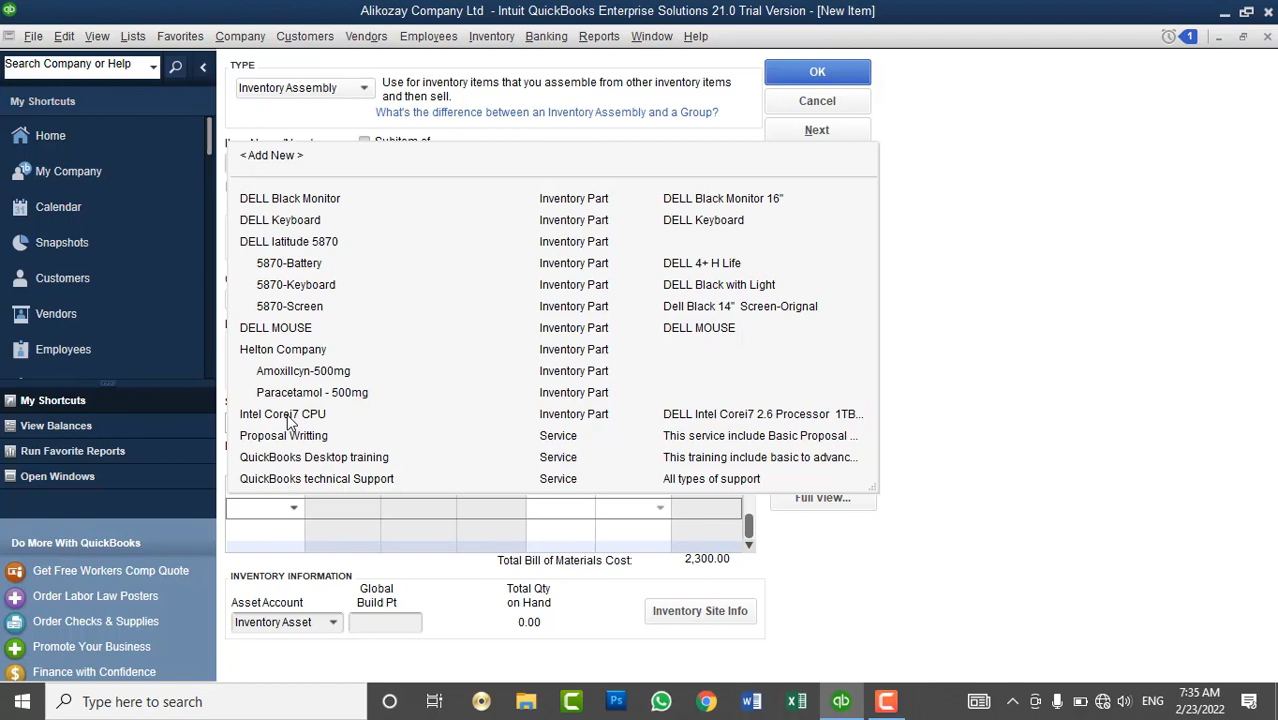 Alikozay Company Ltd - Intuit QuickBooks Enterprise Solutions 21.0 Trial Version - [New Item]
File Edit View Lists Favorites Company Customers Vendors Employees Inventory Banking Reports Window Help
1
Search Company or Help
My Shortcuts
Home
My Company
Calendar
Snapshots
Customers
Vendors
Employees
My Shortcuts
View Balances
Run Favorite Reports
Open Windows
Do More With QuickBooks
Get Free Workers Comp Quote
Order Labor Law Posters
Order Checks & Supplies
Promote Your Business
Finance with Confidence
TYPE
Inventory Assembly
Use for inventory items that you assemble from other inventory items
and then sell.
What's the difference between an Inventory Assembly and a Group?
OK
Cancel
Next
Subitem of
< Add New >
DELL Black Monitor Inventory Part DELL Black Monitor 16"
DELL Keyboard Inventory Part DELL Keyboard
DELL latitude 5870 Inventory Part
5870-Battery Inventory Part DELL 4+ H Life
5870-Keyboard Inventory Part DELL Black with Light
5870-Screen Inventory Part Dell Black 14" Screen-Orignal
DELL MOUSE Inventory Part DELL MOUSE
Helton Company Inventory Part
Amoxillcyn-500mg Inventory Part
Paracetamol - 500mg Inventory Part
Intel Corei7 CPU Inventory Part DELL Intel Corei7 2.6 Processor 1TB...
Proposal Writting Service This service include Basic Proposal ...
QuickBooks Desktop training Service This training include basic to advanc...
QuickBooks technical Support Service All types of support
Full View...
Total Bill of Materials Cost: 2,300.00
INVENTORY INFORMATION
Asset Account
Inventory Asset
Global
Build Pt
Total Qty
on Hand
0.00
Inventory Site Info
Type here to search
ENG
7:35 AM
2/23/2022